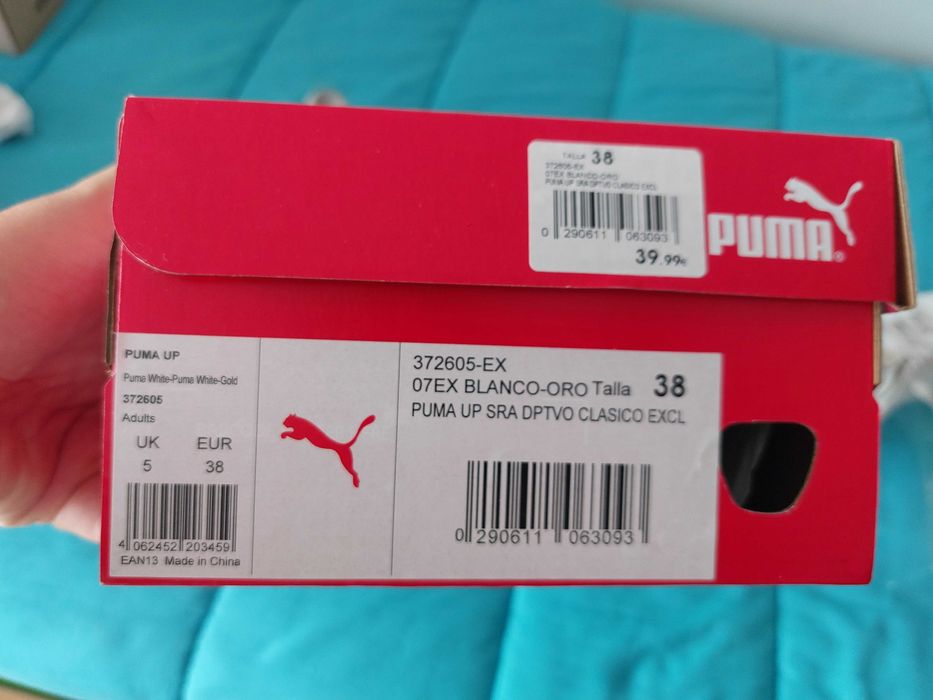 TALLA 38
372605-EX
07EX BLANCO-ORO
PUMA UP SRA DPTVO CLASICO EXCL
0 290611 063093
39.99€
PUMA®
PUMA UP
Puma White-Puma White-Gold
372605
Adults
UK EUR
5 38
4 062452 203459
EAN13 Made in China
372605-EX
07EX BLANCO-ORO Talla 38
PUMA UP SRA DPTVO CLASICO EXCL
0 290611 063093